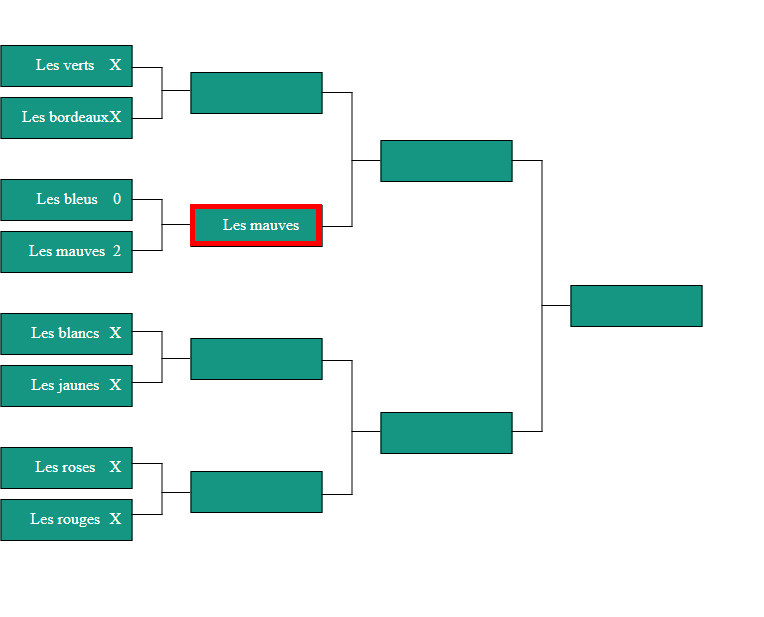 Les verts X
Les bordeauxX
Les bleus 0
Les mauves 2
Les mauves
Les blancs X
Les jaunes X
Les roses X
Les rouges X